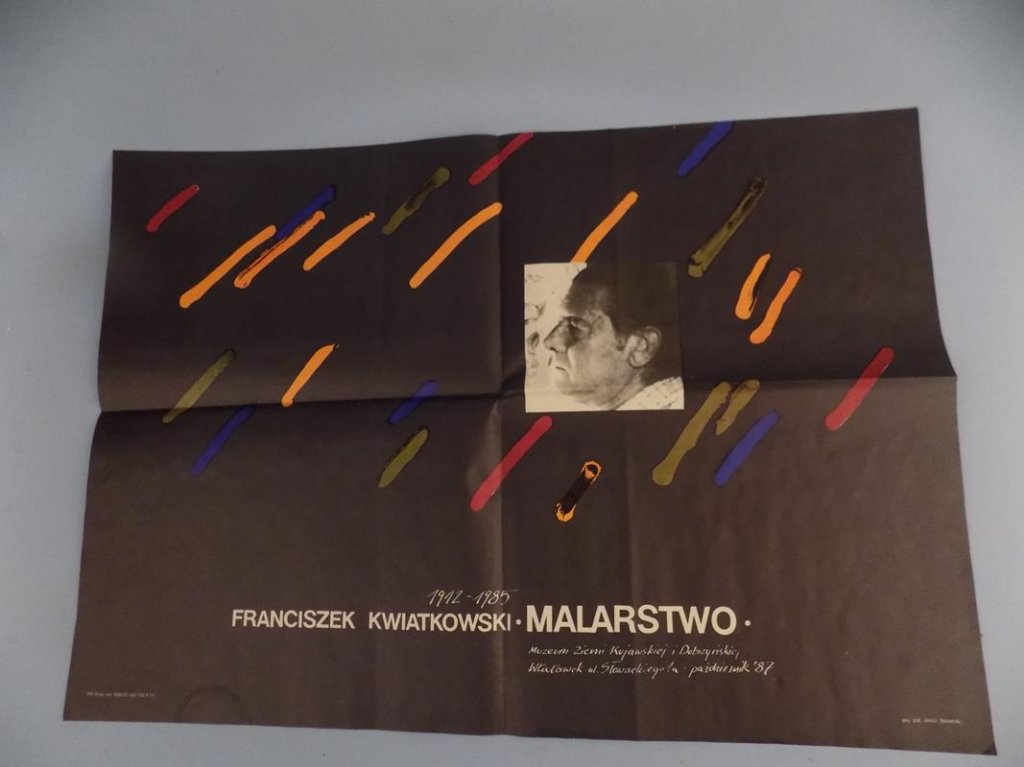 1912-1985
FRANCISZEK KWIATKOWSKI · MALARSTWO ·
Muzeum Ziemi Kujawskiej i Dobrzyńskiej,
Włocławek ul. Słowackiego 1a - październik '87